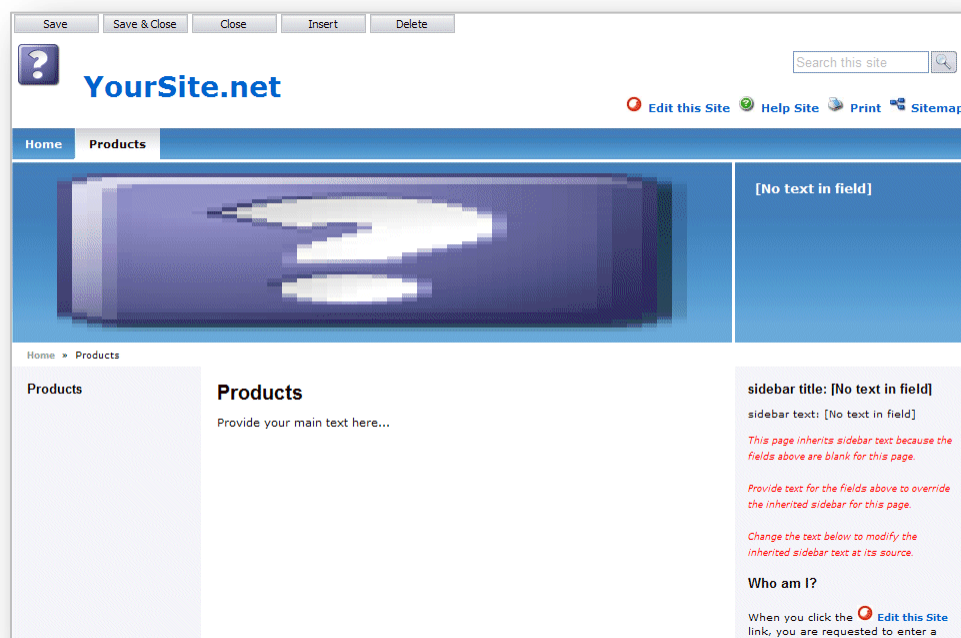 Save Save & Close Close Insert Delete
YourSite.net
Search this site
Edit this Site Help Site Print Sitemap
Home Products
[No text in field]
Home » Products
Products
Products
Provide your main text here...
sidebar title: [No text in field]
sidebar text: [No text in field]
This page inherits sidebar text because the
fields above are blank for this page.
Provide text for the fields above to override
the inherited sidebar for this page.
Change the text below to modify the
inherited sidebar text at its source.
Who am I?
When you click the Edit this Site
link, you are requested to enter a